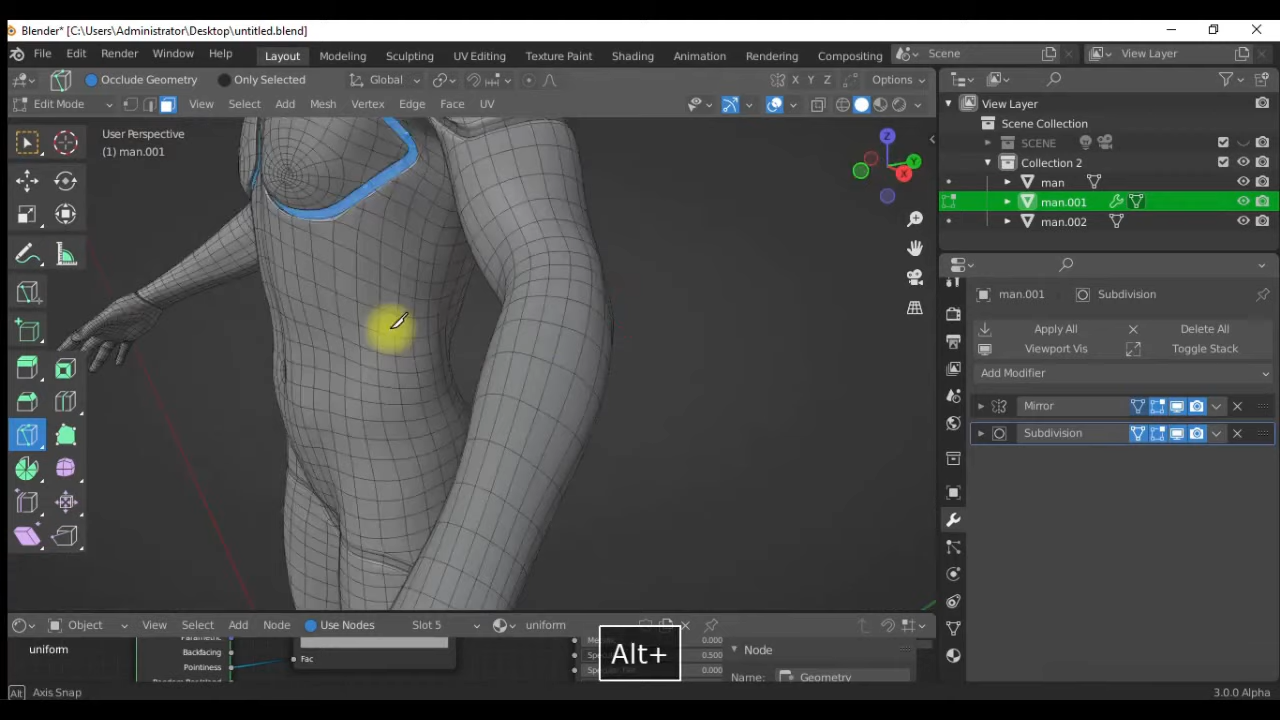 Blender* [C:\Users\Administrator\Desktop\untitled.blend]
File Edit Render Window Help Layout Modeling Sculpting UV Editing Texture Paint Shading Animation Rendering Compositing Scene View Layer
Occlude Geometry Only Selected Global X Y Z Options
Edit Mode View Select Add Mesh Vertex Edge Face UV
User Perspective
(1) man.001
Z
Y
X
View Layer
Scene Collection
SCENE
Collection 2
man
man.001
man.002
man.001 Subdivision
Apply All Delete All
Viewport Vis Toggle Stack
Add Modifier
Mirror
Subdivision
Object View Select Add Node Use Nodes Slot 5 uniform
uniform
Backfacing
Pointiness
Fac
0.000
0.500
0.000
Node
Name: Geometry
Alt+
Alt Axis Snap
3.0.0 Alpha